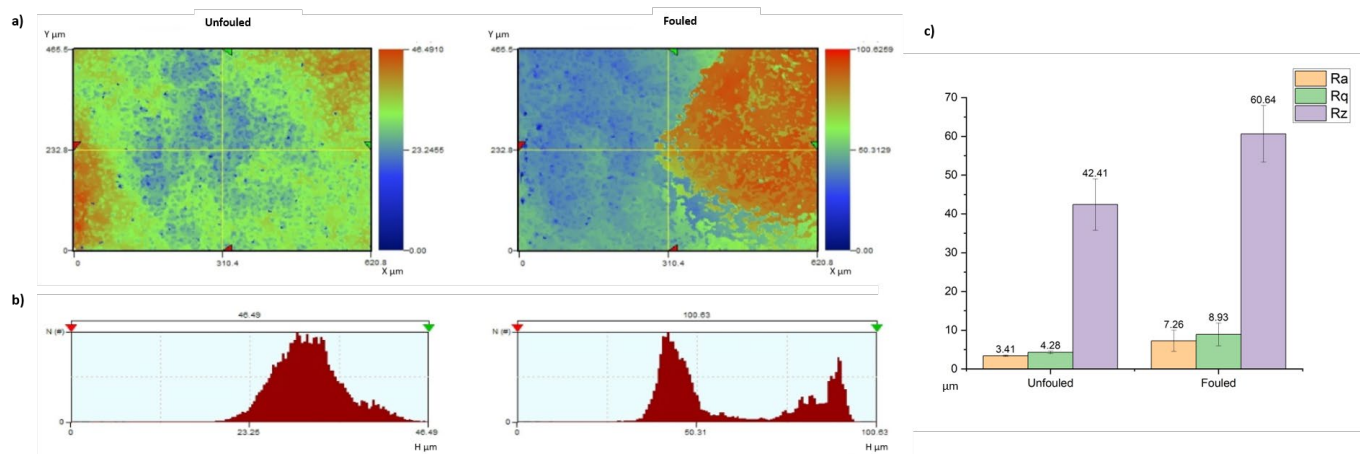 a)
Unfouled
Fouled
c)
Y µm
465.5
232.8
0
0
310.4
620.8
X µm
46.4910
23.2455
0.00
Y µm
465.5
232.8
0
0
310.4
620.8
X µm
100.6259
50.3129
0.00
b)
46.49
N (#)
0
0
23.25
46.49
H µm
100.63
N (#)
0
0
50.31
100.63
H µm
Ra
Rq
Rz
70
60
50
40
30
20
10
0
µm
3.41
4.28
42.41
7.26
8.93
60.64
Unfouled
Fouled